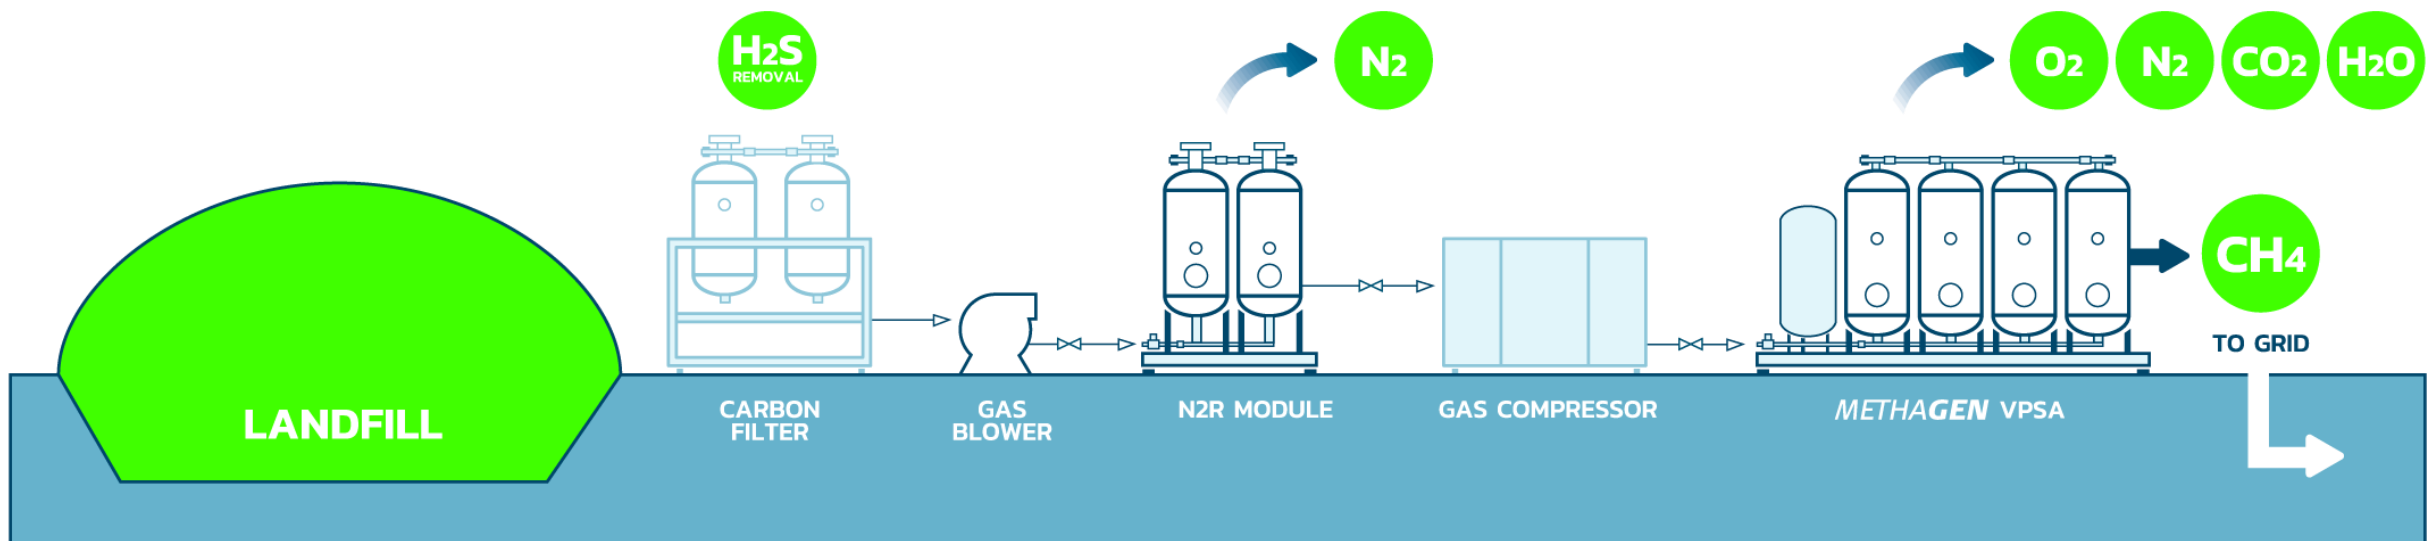 H2S
REMOVAL
N2
O2
N2
CO2
H2O
CH4
TO GRID
LANDFILL
CARBON
FILTER
GAS
BLOWER
N2R MODULE
GAS COMPRESSOR
METHAGEN VPSA